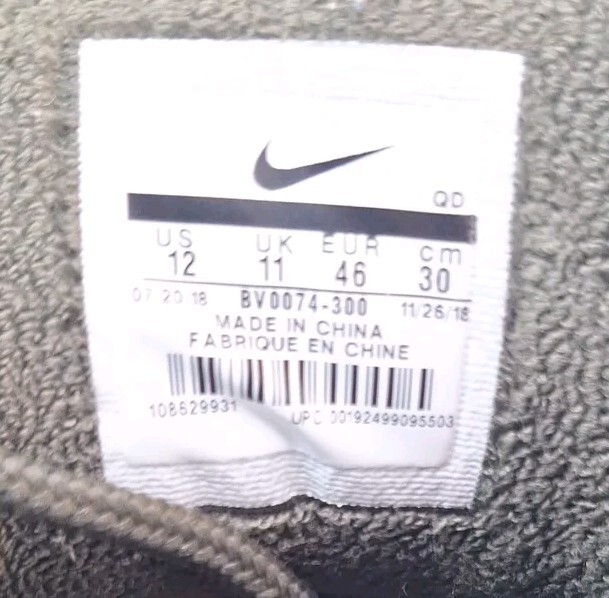 QD
US UK EUR cm
12 11 46 30
07 20 18 BV0074-300 11/26/18
MADE IN CHINA
FABRIQUE EN CHINE
108629931 UPC 00192499095503